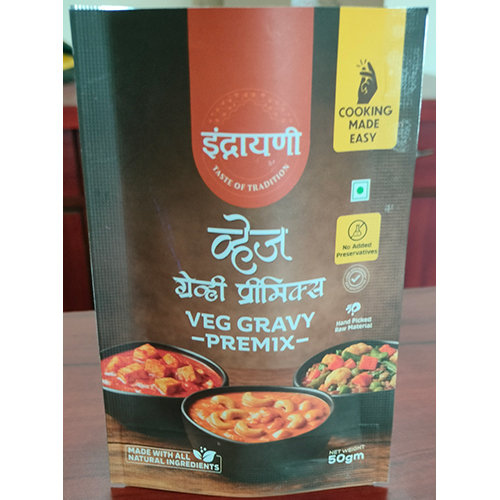 इंद्रायणी
TASTE OF TRADITION
COOKING
MADE
EASY
व्हेज
ग्रेव्ही प्रीमिक्स
VEG GRAVY
PREMIX
No Added
Preservatives
Hand Picked
Raw Material
MADE WITH ALL
NATURAL INGREDIENTS
NET WEIGHT
50gm